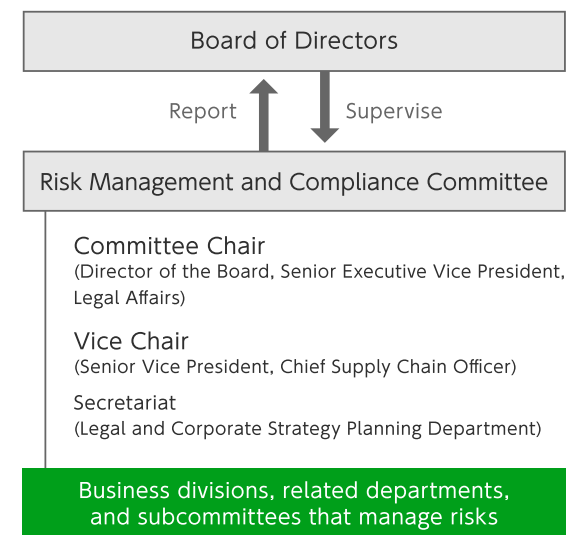 Board of Directors
Report
Supervise
Risk Management and Compliance Committee
Committee Chair
(Director of the Board, Senior Executive Vice President,
Legal Affairs)
Vice Chair
(Senior Vice President, Chief Supply Chain Officer)
Secretariat
(Legal and Corporate Strategy Planning Department)
Business divisions, related departments,
and subcommittees that manage risks